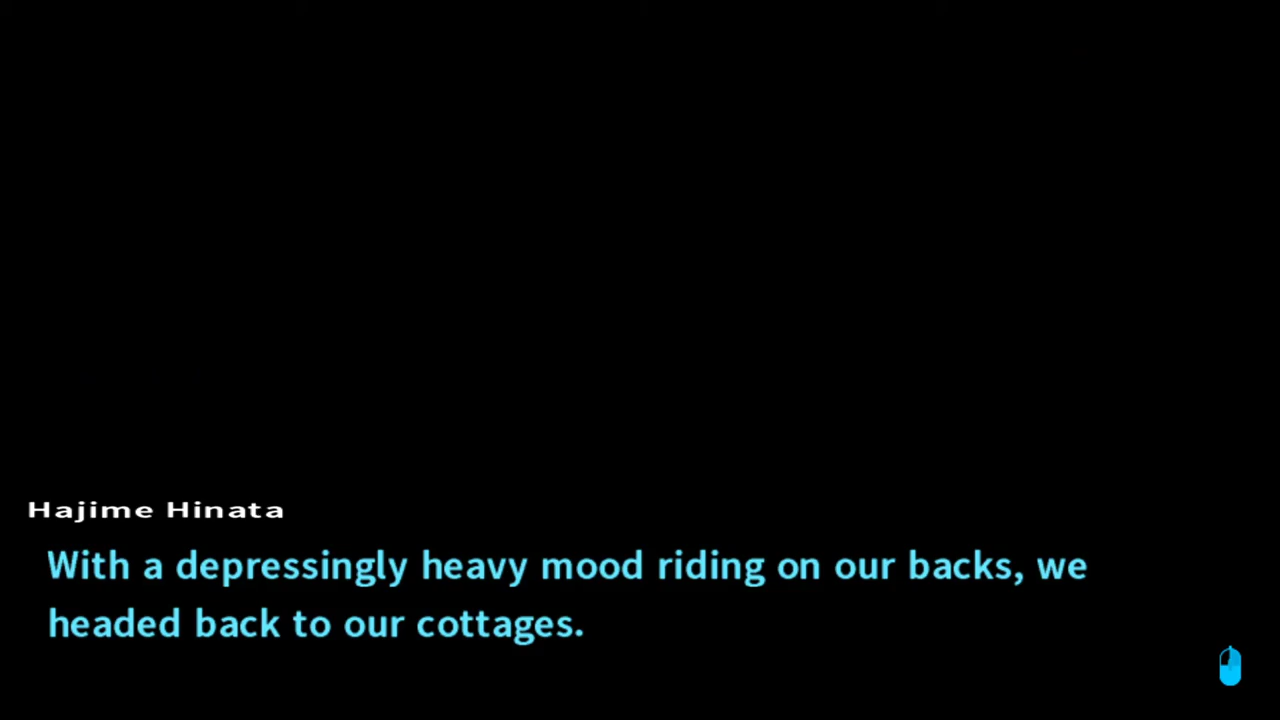 Hajime Hinata
With a depressingly heavy mood riding on our backs, we
headed back to our cottages.